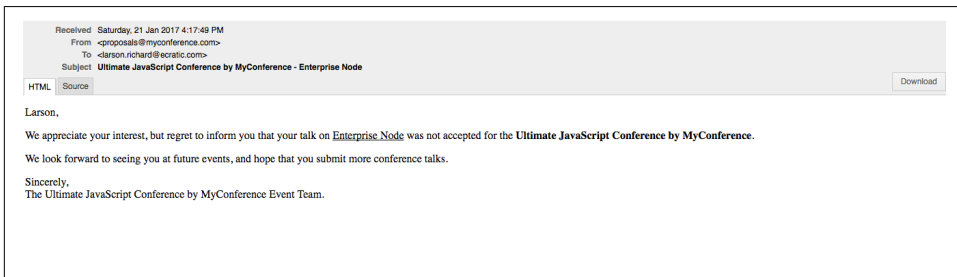 Received Saturday, 21 Jan 2017 4:17:49 PM
From <proposals@myconference.com>
To <larson.richard@ecratic.com>
Subject Ultimate JavaScript Conference by MyConference - Enterprise Node
HTML Source Download
Larson,
We appreciate your interest, but regret to inform you that your talk on Enterprise Node was not accepted for the Ultimate JavaScript Conference by MyConference.
We look forward to seeing you at future events, and hope that you submit more conference talks.
Sincerely,
The Ultimate JavaScript Conference by MyConference Event Team.